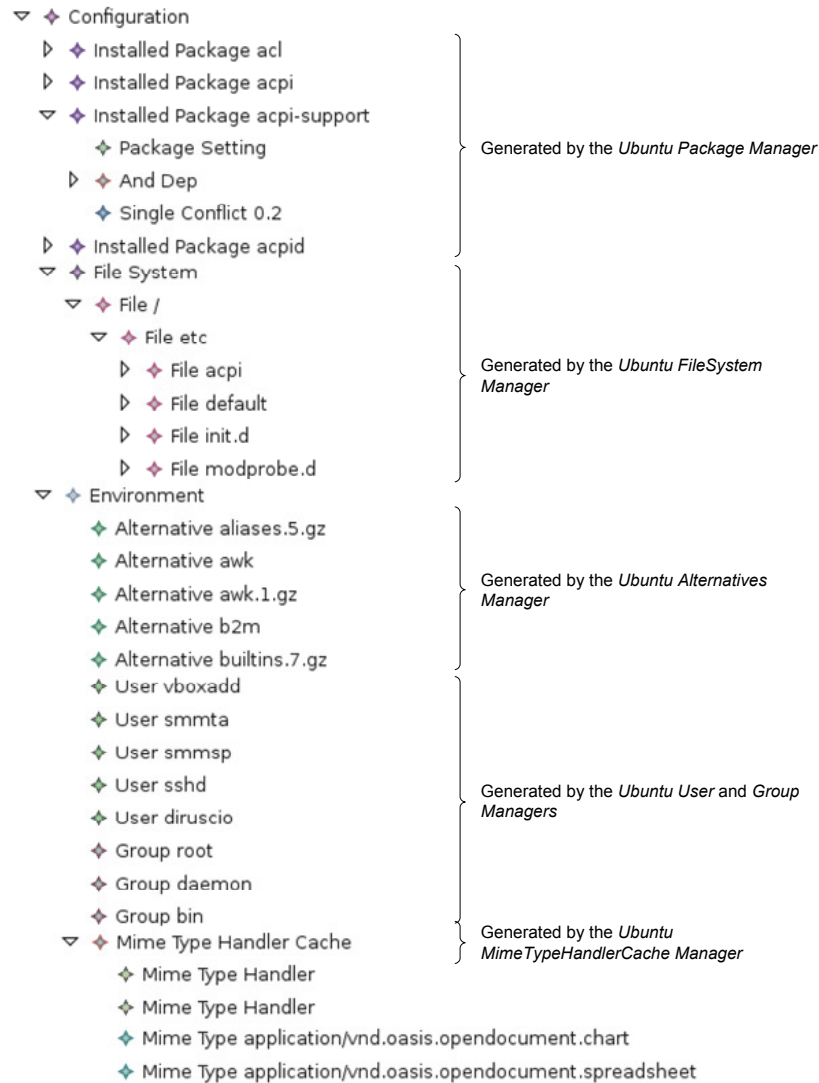 Configuration
Installed Package acl
Installed Package acpi
Installed Package acpi-support
Package Setting
And Dep
Single Conflict 0.2
Installed Package acpid
Generated by the Ubuntu Package Manager
File System
File /
File etc
File acpi
File default
File init.d
File modprobe.d
Generated by the Ubuntu FileSystem
Manager
Environment
Alternative aliases.5.gz
Alternative awk
Alternative awk.1.gz
Alternative b2m
Alternative builtins.7.gz
Generated by the Ubuntu Alternatives
Manager
User vboxadd
User smmta
User smmsp
User sshd
User diruscio
Group root
Group daemon
Group bin
Generated by the Ubuntu User and Group
Managers
Mime Type Handler Cache
Generated by the Ubuntu
MimeTypeHandlerCache Manager
Mime Type Handler
Mime Type Handler
Mime Type application/vnd.oasis.opendocument.chart
Mime Type application/vnd.oasis.opendocument.spreadsheet